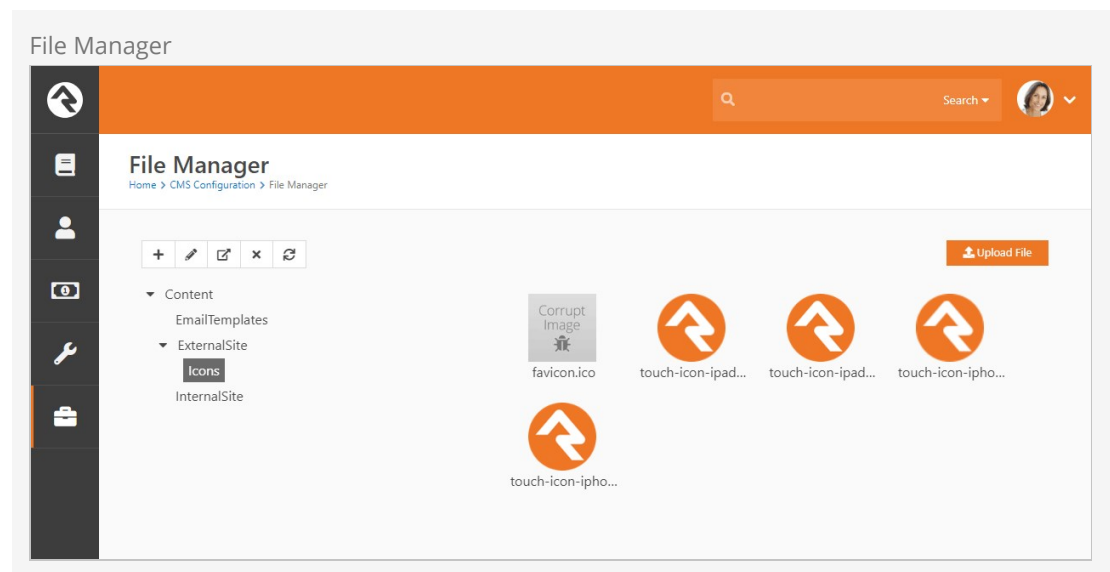 File Manager
Search
File Manager
Home > CMS Configuration > File Manager
Upload File
Content
EmailTemplates
ExternalSite
Icons
InternalSite
Corrupt
Image
favicon.ico
touch-icon-ipad...
touch-icon-ipad...
touch-icon-ipho...
touch-icon-ipho...